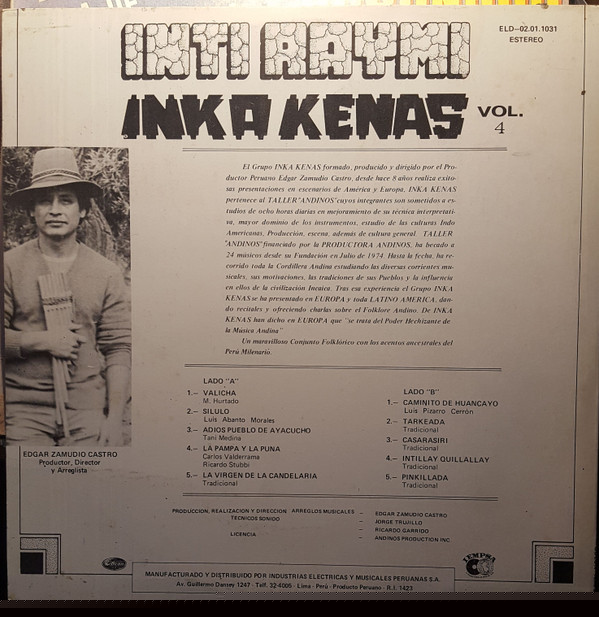 INTI RAYMI
ELD-02.01.1031
ESTEREO
INKA KENAS VOL. 4
El Grupo INKA KENAS formado, producido y dirigido por el Pro-
ductor Peruano Edgar Zamudio Castro, desde hace 8 años realiza exito-
sas presentaciones en escenarios de América y Europa. INKA KENAS
pertenece al TALLER "ANDINOS" cuyos integrantes son sometidos a es-
tudios de ocho horas diarias en mejoramiento de su técnica interpretati-
va, mayor dominio de los instrumentos, estudio de las culturas Indo
Americanas, Producción, escena, además de cultura general. TALLER
"ANDINOS" financindo por la PRODUCTORA ANDINOS, ha becado a
24 músicos desde su Fundación en Julio de 1974. Hasta la fecha, ha re-
corrido toda la Cordillera Andina estudiando las diversas corrientes mu-
sicales, sus motivaciones, las tradiciones de sus Pueblos y la influencia
en ellos de la civilización Incaica. Tras esa experiencia el Grupo INKA
KENAS se ha presentado en EUROPA y toda LATINO AMERICA, dan-
do recitales y ofreciendo charlas sobre el Folklore Andino. De INKA
KENAS han dicho en EUROPA que "se trata del Poder Hechizante de
la Música Andina"
Un maravilloso Conjunto Folklórico con los acentos ancestrales del
Perú Milenario.
EDGAR ZAMUDIO CASTRO
Productor, Director
y Arreglista
LADO "A"
1.— VALICHA
M. Hurtado
2.— SILULO
Luis Abanto Morales
3.— ADIOS PUEBLO DE AYACUCHO
Tani Medina
4.— LA PAMPA Y LA PUNA
Carlos Valderrama
Ricardo Stubbi
5.— LA VIRGEN DE LA CANDELARIA
Tradicional
LADO "B"
1.— CAMINITO DE HUANCAYO
Luis Pizarro Cerrón
2.— TARKEADA
Tradicional
3.— CASARASIRI
Tradicional
4.— INTILLAY QUILLALLAY
Tradicional
5.— PINKILLADA
Tradicional
PRODUCCION, REALIZACION Y DIRECCION ARREGLOS MUSICALES — EDGAR ZAMUDIO CASTRO
TECNICOS SONIDO — JORGE TRUJILLO
— RICARDO GARRIDO
LICENCIA — ANDINOS PRODUCTION INC.
IEMPSA
MANUFACTURADO Y DISTRIBUIDO POR INDUSTRIAS ELECTRICAS Y MUSICALES PERUANAS S.A.
Av. Guillermo Dansey 1247 - Telf. 32-4005 - Lima - Perú - Producto Peruano - R.I. 1423